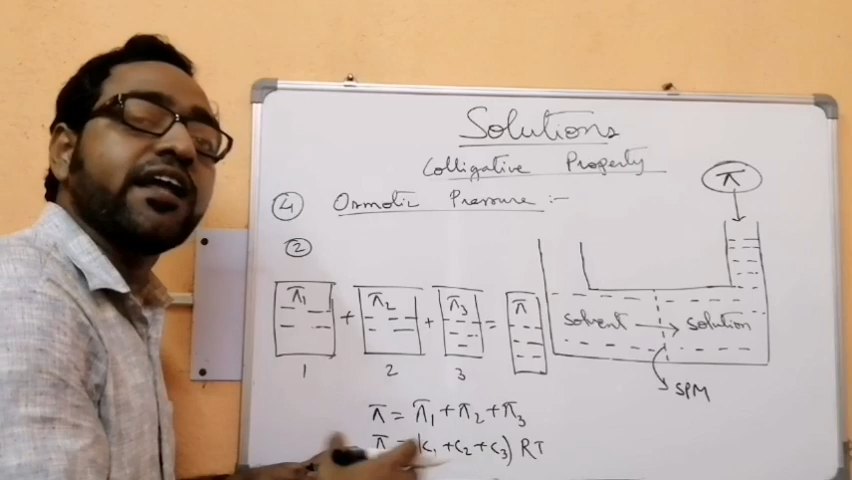 Solutions
Colligative Property
4 Osmotic Pressure :-
2
π
π₁ + π₂ + π₃ = π
1 2 3
solvent → solution
SPM
π = π₁ + π₂ + π₃
π = (C₁ + C₂ + C₃) RT